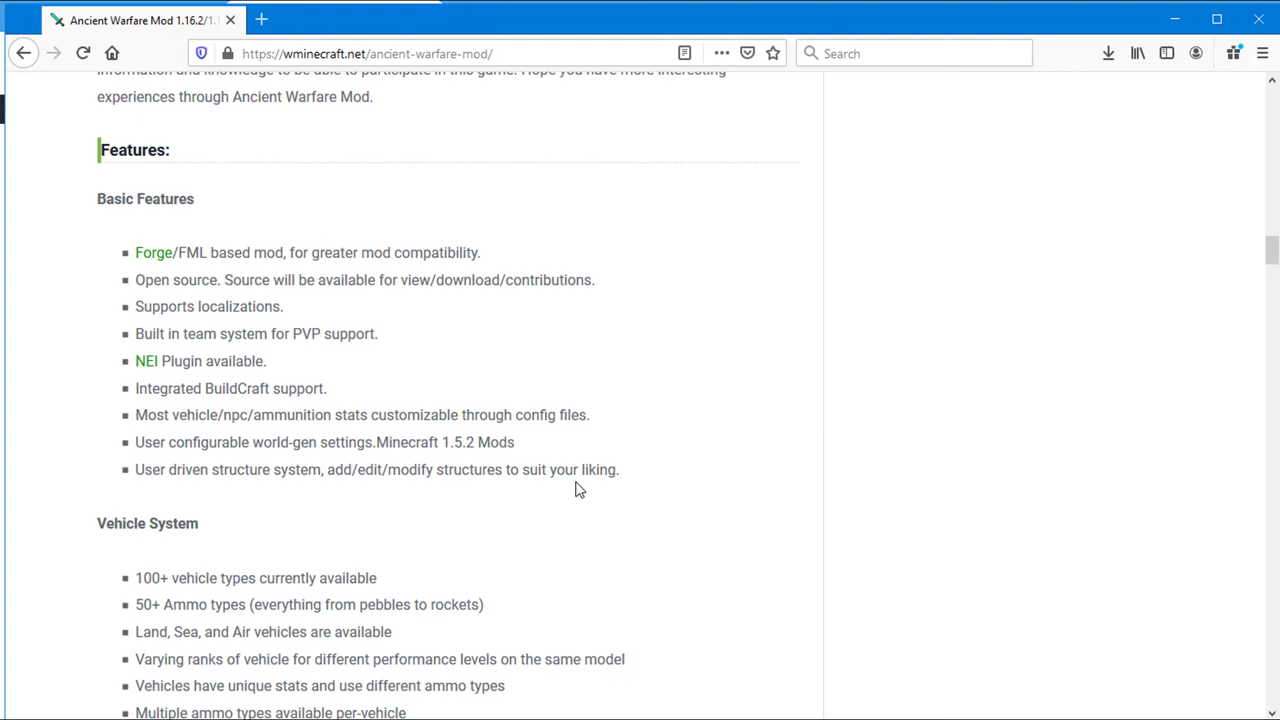 Ancient Warfare Mod 1.16.2/1.1
https://wminecraft.net/ancient-warfare-mod/
Search
information and knowledge to be able to participate in this game. Hope you have more interesting
experiences through Ancient Warfare Mod.
Features:
Basic Features
Forge/FML based mod, for greater mod compatibility.
Open source. Source will be available for view/download/contributions.
Supports localizations.
Built in team system for PVP support.
NEI Plugin available.
Integrated BuildCraft support.
Most vehicle/npc/ammunition stats customizable through config files.
User configurable world-gen settings.Minecraft 1.5.2 Mods
User driven structure system, add/edit/modify structures to suit your liking.
Vehicle System
100+ vehicle types currently available
50+ Ammo types (everything from pebbles to rockets)
Land, Sea, and Air vehicles are available
Varying ranks of vehicle for different performance levels on the same model
Vehicles have unique stats and use different ammo types
Multiple ammo types available per-vehicle